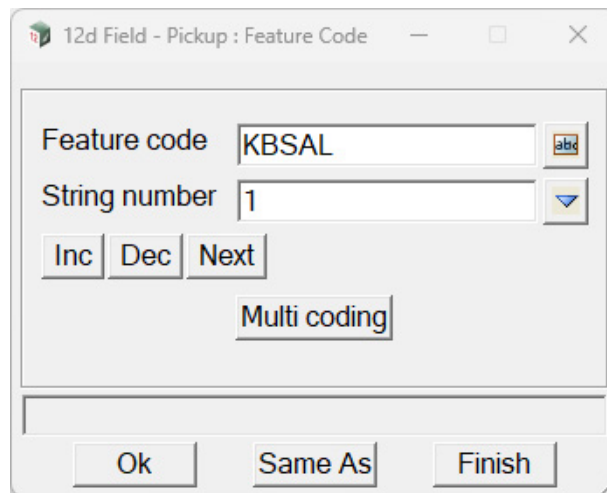 12d Field - Pickup : Feature Code
Feature code KBSAL abc
String number 1
Inc Dec Next
Multi coding
Ok Same As Finish